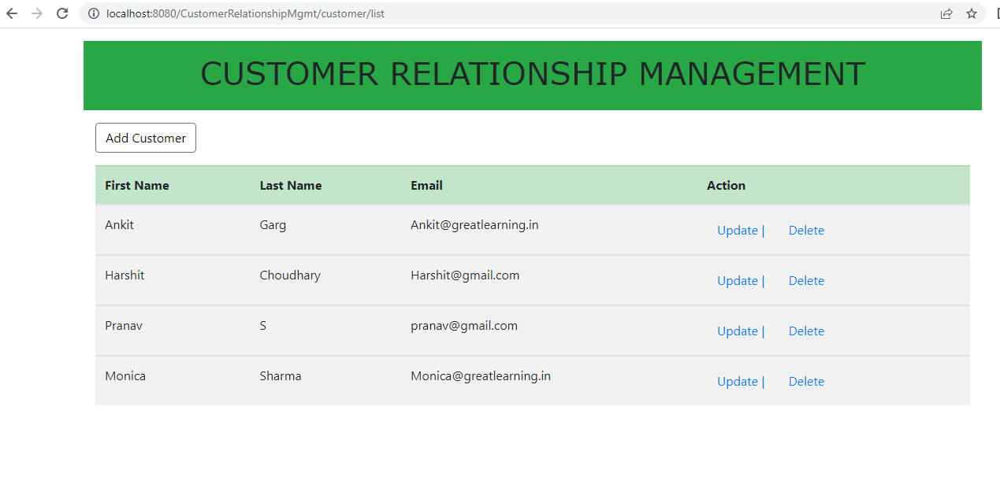 localhost:8080/CustomerRelationshipMgmt/customer/list
CUSTOMER RELATIONSHIP MANAGEMENT
Add Customer
First Name Last Name Email Action
Ankit Garg Ankit@greatlearning.in Update | Delete
Harshit Choudhary Harshit@gmail.com Update | Delete
Pranav S pranav@gmail.com Update | Delete
Monica Sharma Monica@greatlearning.in Update | Delete